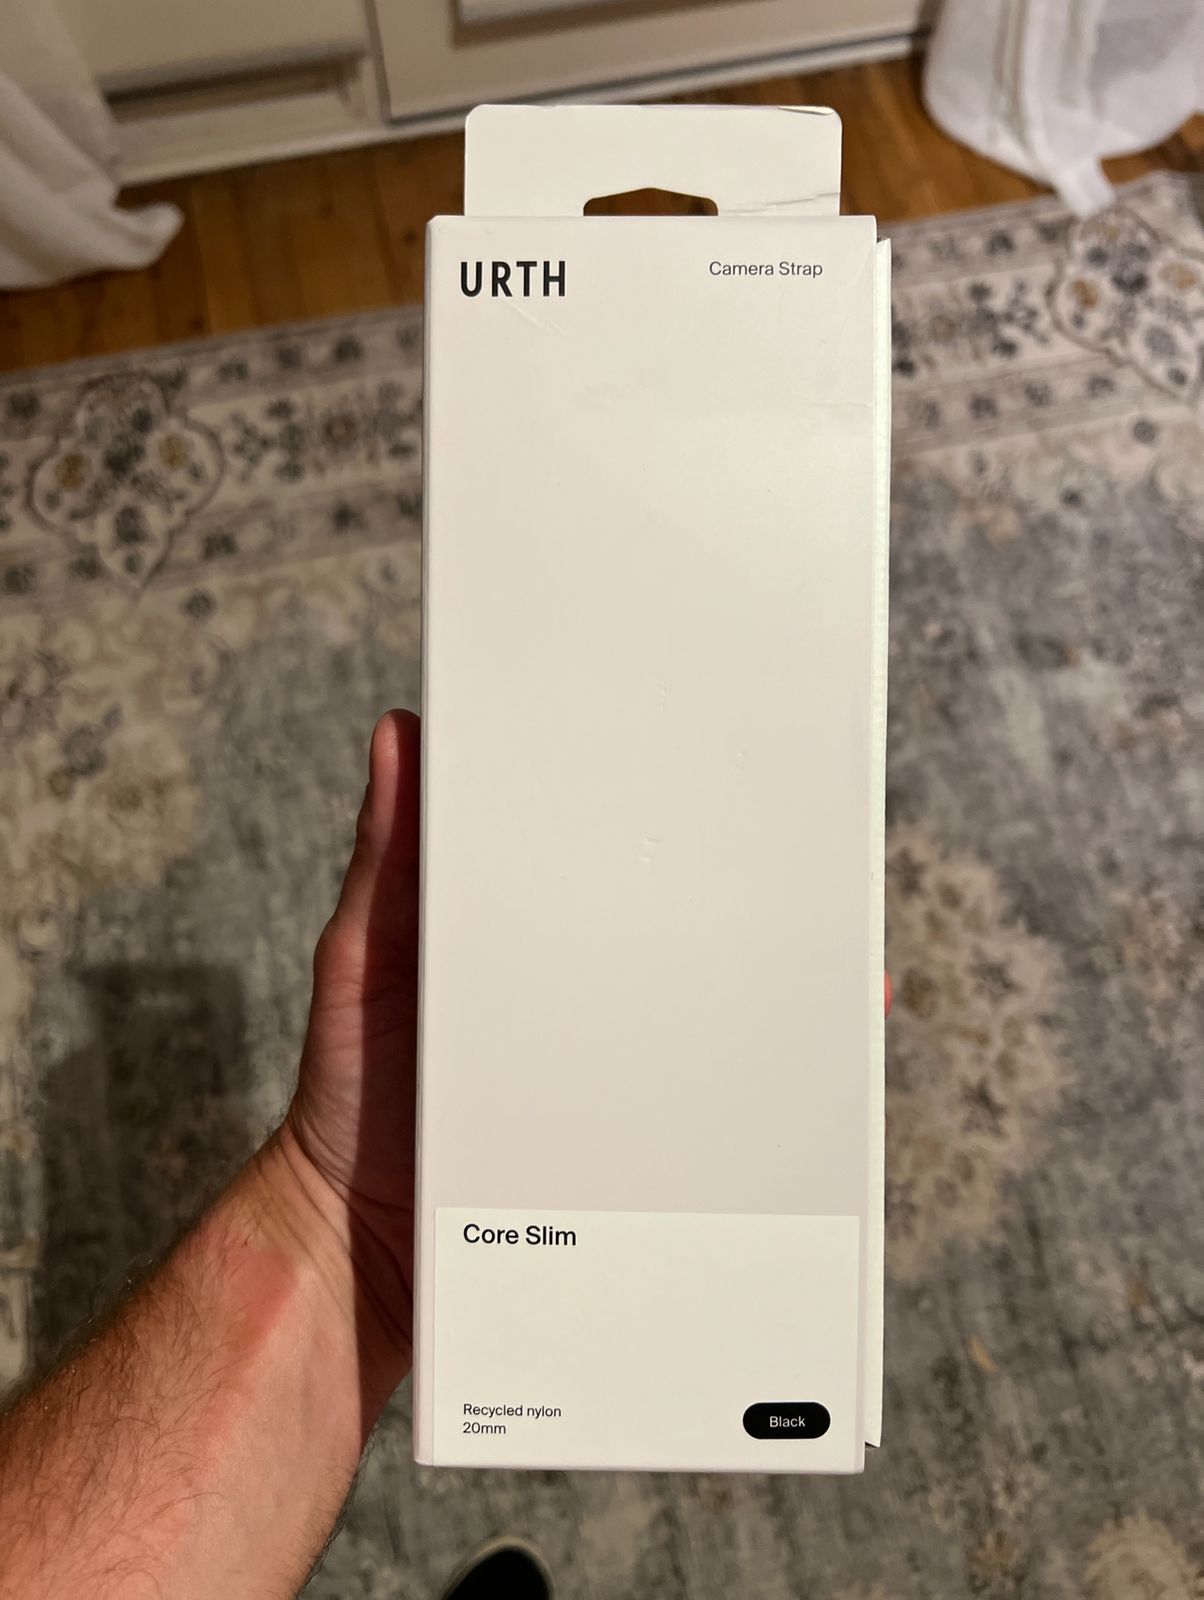 URTH
Camera Strap
Core Slim
Recycled nylon
20mm
Black